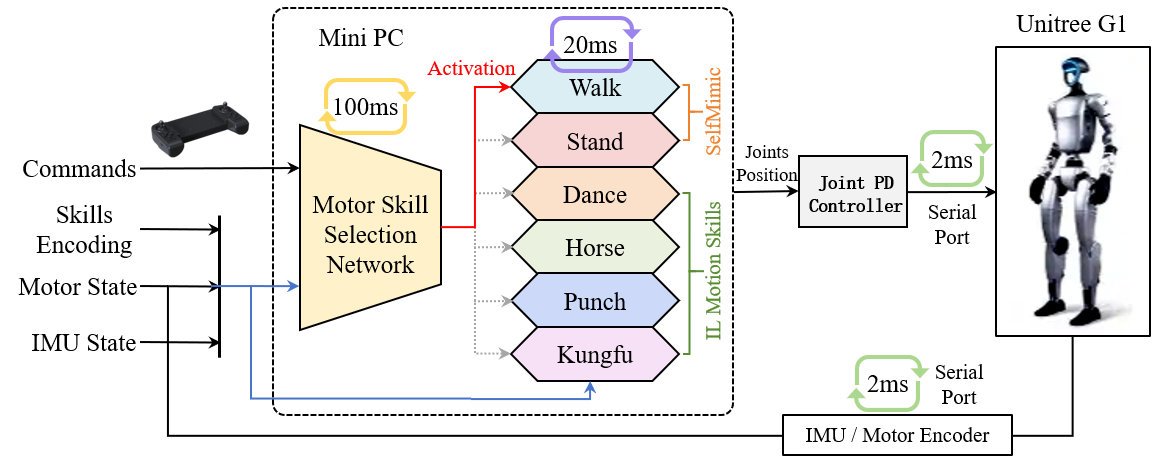 Unitree G1
Mini PC
20ms
Activation
Walk
100ms
SelfMimic
Stand
Commands
Joints
Position
Joint PD
Controller
2ms
Serial
Port
Skills
Encoding
Motor Skill
Selection
Network
Dance
Horse
IL Motion Skills
Motor State
Punch
IMU State
Kungfu
2ms
Serial
Port
IMU / Motor Encoder